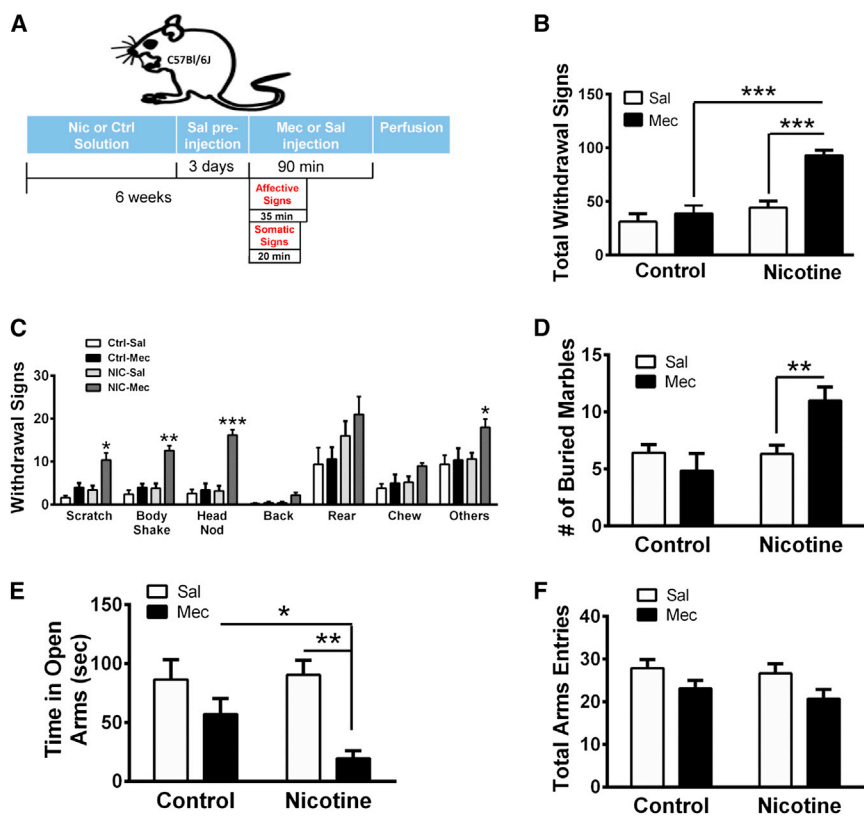 A
C57Bl/6J
Nic or Ctrl
Solution
Sal pre-
injection
Mec or Sal
injection
Perfusion
3 days
90 min
6 weeks
Affective
Signs
35 min
Somatic
Signs
20 min
B
Total Withdrawal Signs
150
100
50
0
Sal
Mec
***
***
Control
Nicotine
C
Withdrawal Signs
30
20
10
0
Ctrl-Sal
Ctrl-Mec
NIC-Sal
NIC-Mec
*
**
***
*
Scratch
Body
Shake
Head
Nod
Back
Rear
Chew
Others
D
# of Buried Marbles
15
10
5
0
Sal
Mec
**
Control
Nicotine
E
Time in Open
Arms (sec)
150
100
50
0
Sal
Mec
*
**
Control
Nicotine
F
Total Arms Entries
40
30
20
10
0
Sal
Mec
Control
Nicotine